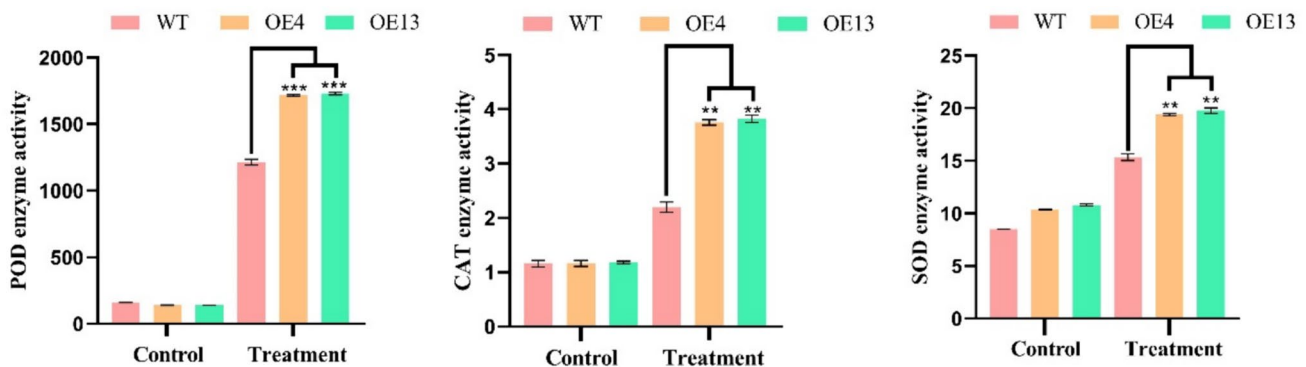 WT OE4 OE13
POD enzyme activity
2000
1500
1000
500
0
*** ***
Control Treatment
WT OE4 OE13
CAT enzyme activity
5
4
3
2
1
0
** **
Control Treatment
WT OE4 OE13
SOD enzyme activity
25
20
15
10
5
0
** **
Control Treatment